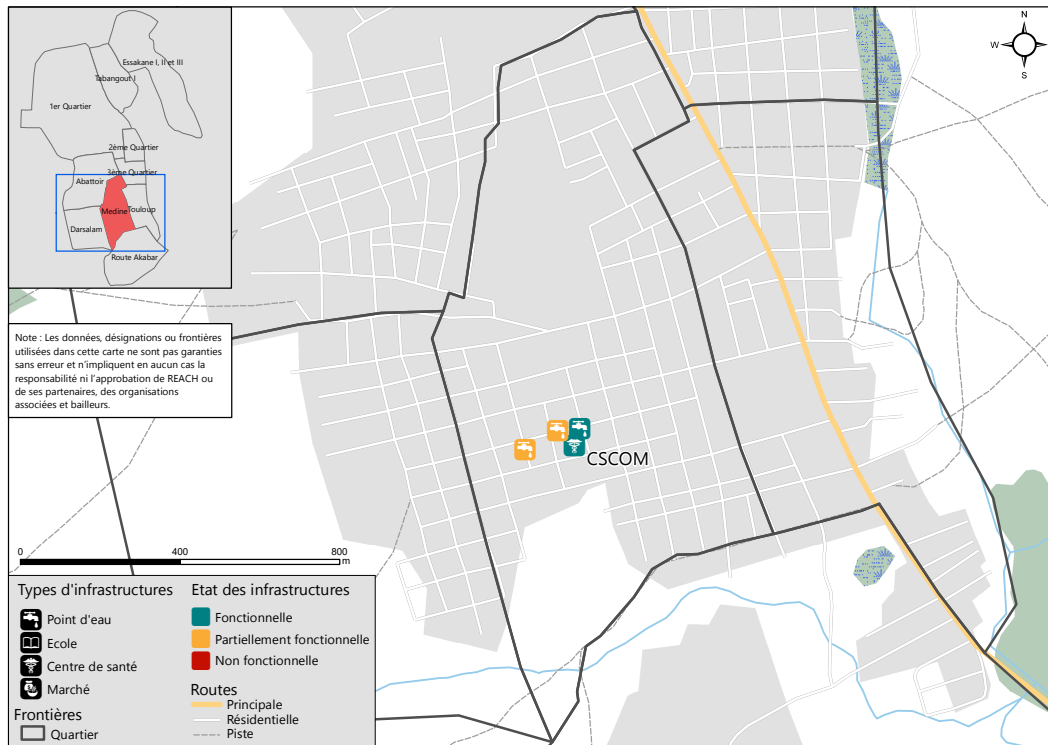 Essakane I, II et III
Tabangout I
1er Quartier
2ème Quartier
3ème Quartier
Abattoir
Medine
Touloup
Darsalam
Route Akabar
N
W
E
S
Note : Les données, désignations ou frontières
utilisées dans cette carte ne sont pas garanties
sans erreur et n'impliquent en aucun cas la
responsabilité ni l'approbation de REACH ou
de ses partenaires, des organisations
associées et bailleurs.
CSCOM
0 400 800
m
Types d'infrastructures
Point d'eau
Ecole
Centre de santé
Marché
Frontières
Quartier
Etat des infrastructures
Fonctionnelle
Partiellement fonctionnelle
Non fonctionnelle
Routes
Principale
Résidentielle
Piste